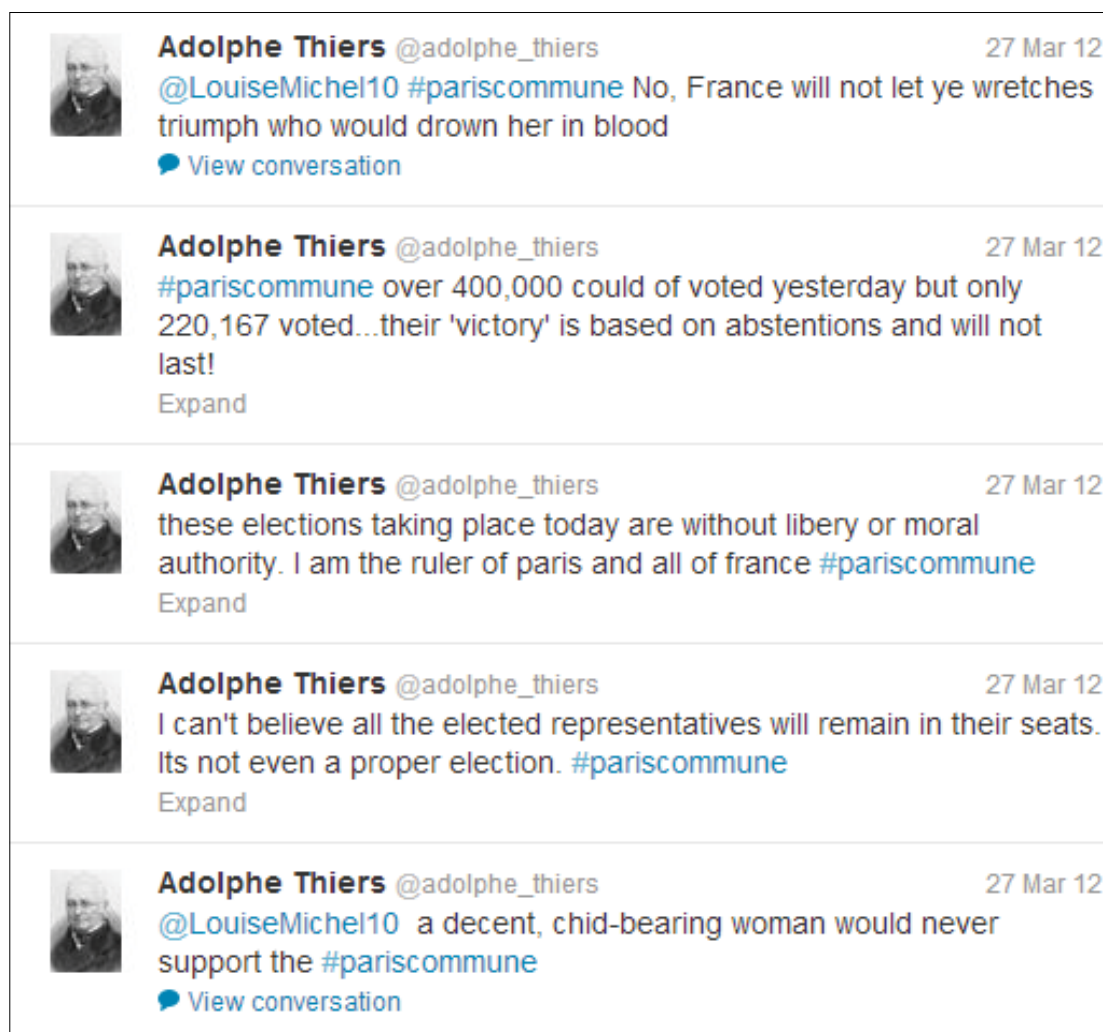 Adolphe Thiers @adolphe_thiers 27 Mar 12
@LouiseMichel10 #pariscommune No, France will not let ye wretches
triumph who would drown her in blood
View conversation
Adolphe Thiers @adolphe_thiers 27 Mar 12
#pariscommune over 400,000 could of voted yesterday but only
220,167 voted...their 'victory' is based on abstentions and will not
last!
Expand
Adolphe Thiers @adolphe_thiers 27 Mar 12
these elections taking place today are without libery or moral
authority. I am the ruler of paris and all of france #pariscommune
Expand
Adolphe Thiers @adolphe_thiers 27 Mar 12
I can't believe all the elected representatives will remain in their seats.
Its not even a proper election. #pariscommune
Expand
Adolphe Thiers @adolphe_thiers 27 Mar 12
@LouiseMichel10 a decent, chid-bearing woman would never
support the #pariscommune
View conversation